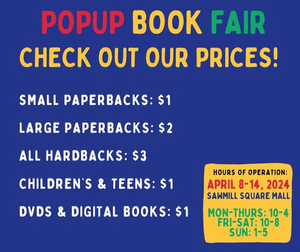 POPUP BOOK FAIR
CHECK OUT OUR PRICES!
SMALL PAPERBACKS: $1
LARGE PAPERBACKS: $2
ALL HARDBACKS: $3
CHILDREN'S & TEENS: $1
DVDS & DIGITAL BOOKS: $1
HOURS OF OPERATION:
APRIL 8-14, 2024
SAWMILL SQUARE MALL
MON-THURS: 10-4
FRI-SAT: 10-8
SUN: 1-5